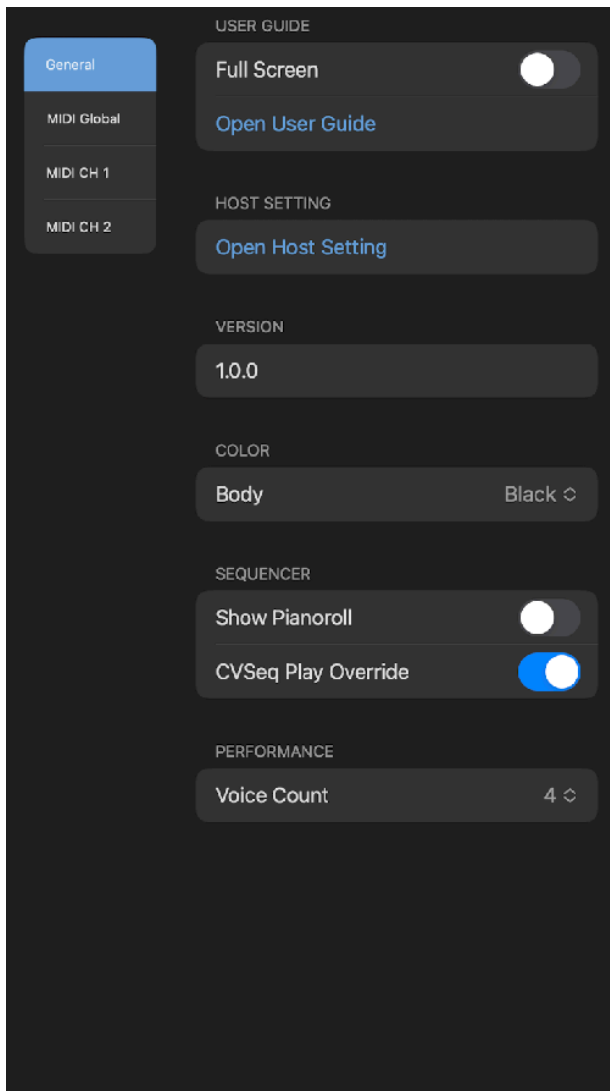 General
MIDI Global
MIDI CH 1
MIDI CH 2
USER GUIDE
Full Screen
Open User Guide
HOST SETTING
Open Host Setting
VERSION
1.0.0
COLOR
Body Black
SEQUENCER
Show Pianoroll
CVSeq Play Override
PERFORMANCE
Voice Count 4